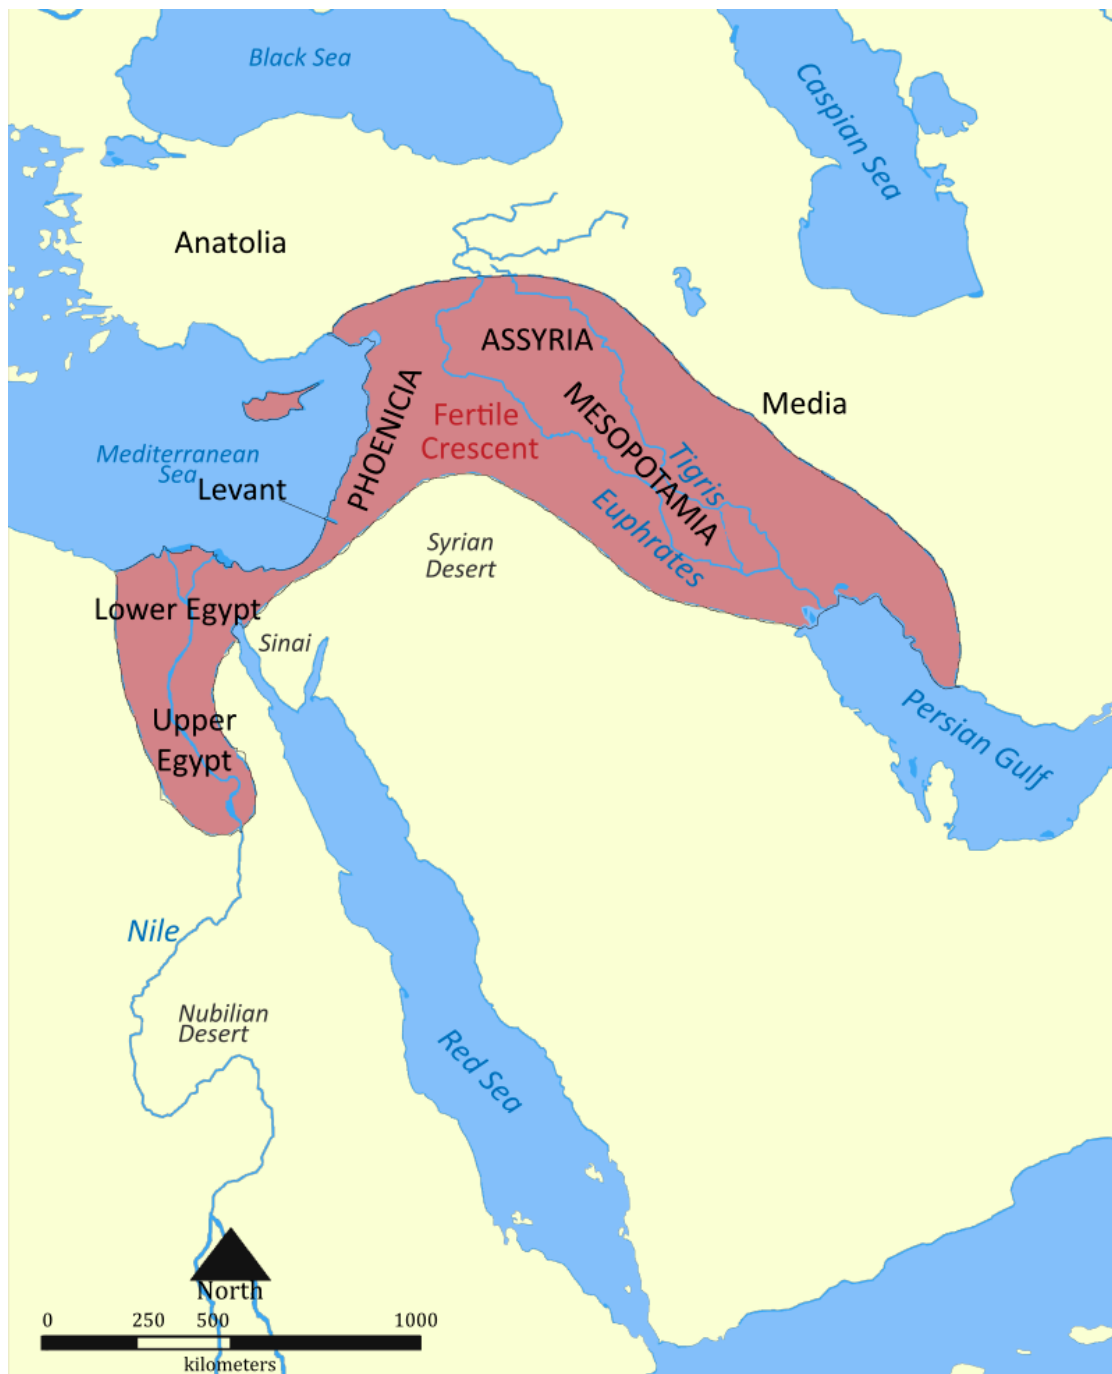 Black Sea
Caspian Sea
Anatolia
ASSYRIA
Media
PHOENICIA
Fertile
Crescent
MESOPOTAMIA
Tigris
Mediterranean
Sea
Levant
Euphrates
Syrian
Desert
Lower Egypt
Sinai
Upper
Egypt
Persian Gulf
Nile
Nubilian
Desert
Red Sea
North
0 250 500 1000
kilometers